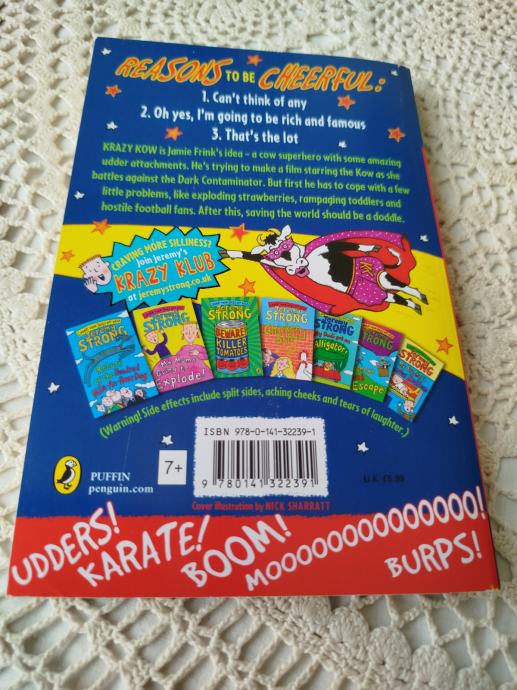 REASONS TO BE CHEERFUL:
1. Can't think of any
2. Oh yes, I'm going to be rich and famous
3. That's the lot
KRAZY KOW is Jamie Frink's idea – a cow superhero with some amazing
udder attachments. He's trying to make a film starring the Kow as she
battles against the Dark Contaminator. But first he has to cope with a few
little problems, like exploding strawberries, rampaging toddlers and
hostile football fans. After this, saving the world should be a doddle.
CRAVING MORE SILLINESS?
Join Jeremy's
KRAZY KLUB
at jeremystrong.co.uk
STRONG
STRONG
My Mum's
Going to
Explode!
STRONG
BEWARE
KILLER
TOMATOES
STRONG
STRONG
Alligator!
STRONG
Escape
STRONG
(Warning! Side effects include split sides, aching cheeks and tears of laughter.)
ISBN 978-0-141-32239-1
9 780141 322391
7+
PUFFIN
penguin.com
U.K. £5.99
Cover illustration by NICK SHARRATT
UDDERS!
KARATE!
BOOM!
MOOOOOOOOOOOOOO!
BURPS!